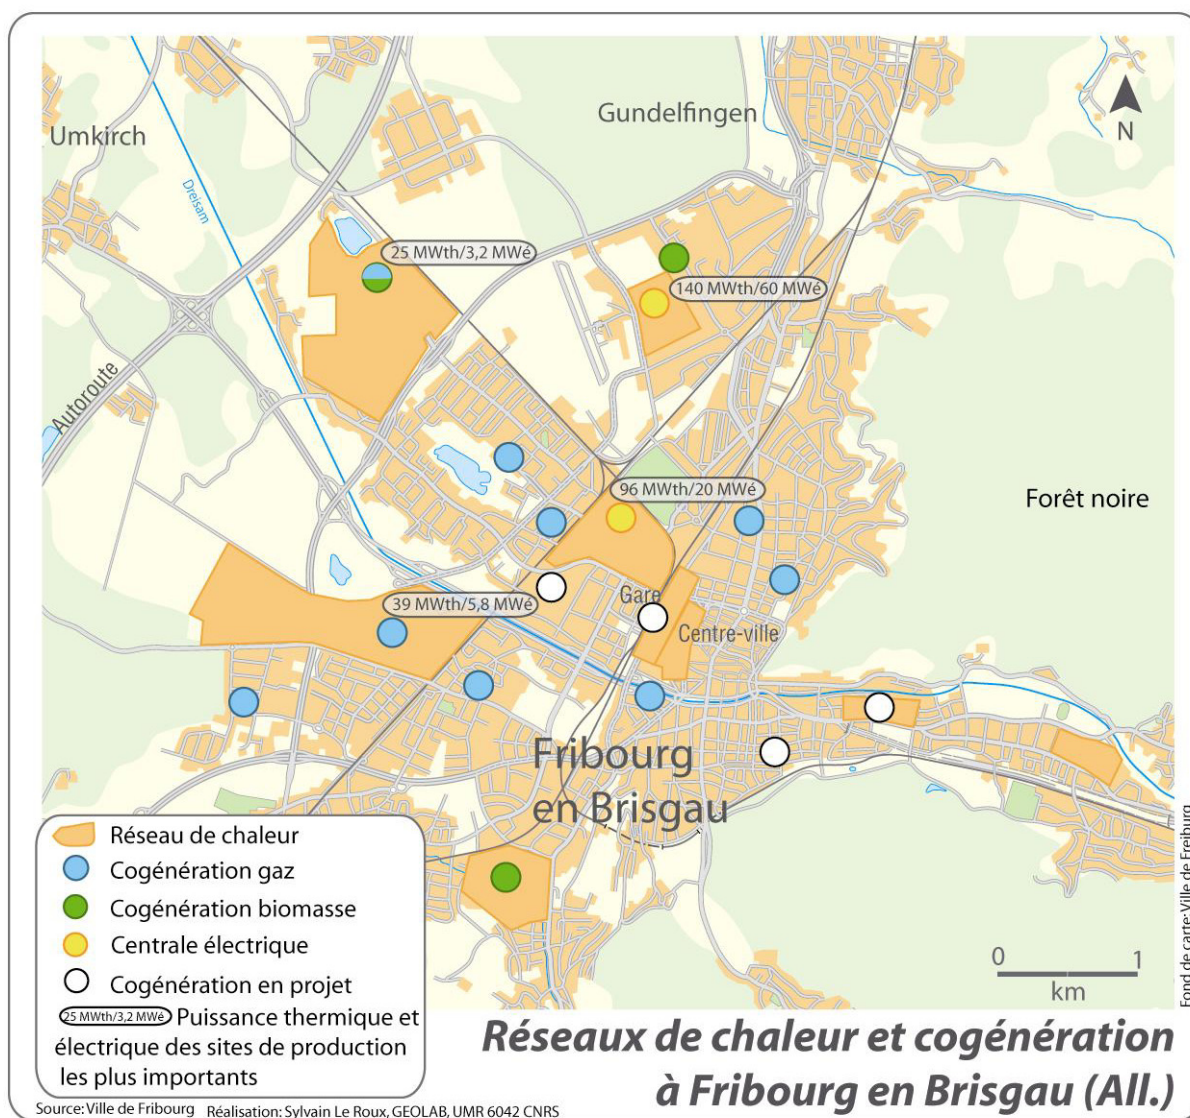 Umkirch
Gundelfingen
N
Dreisam
25 MWth/3,2 MWé
140 MWth/60 MWé
Autoroute
96 MWth/20 MWé
Forêt noire
39 MWth/5,8 MWé
Gare
Centre-ville
Fribourg
en Brisgau
Réseau de chaleur
Cogénération gaz
Cogénération biomasse
Centrale électrique
Cogénération en projet
25 MWth/3,2 MWé Puissance thermique et
électrique des sites de production
les plus importants
0 1
km
Fond de carte: Ville de Freiburg
Réseaux de chaleur et cogénération
à Fribourg en Brisgau (All.)
Source: Ville de Fribourg Réalisation: Sylvain Le Roux, GEOLAB, UMR 6042 CNRS